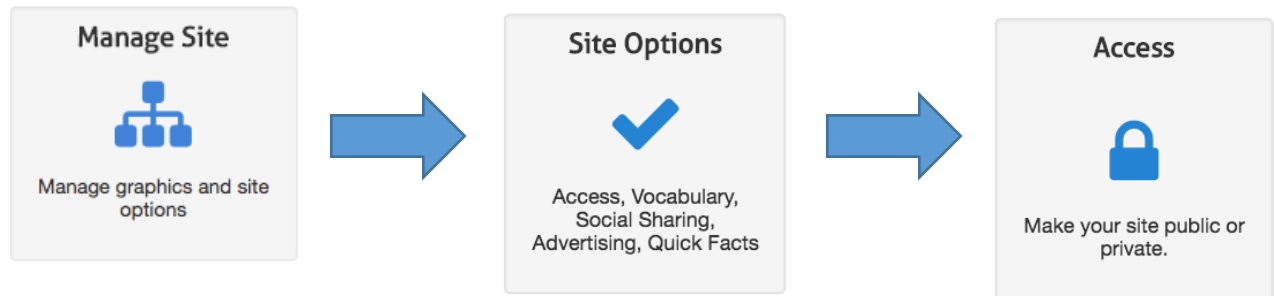 Manage Site
Manage graphics and site
options
Site Options
Access, Vocabulary,
Social Sharing,
Advertising, Quick Facts
Access
Make your site public or
private.